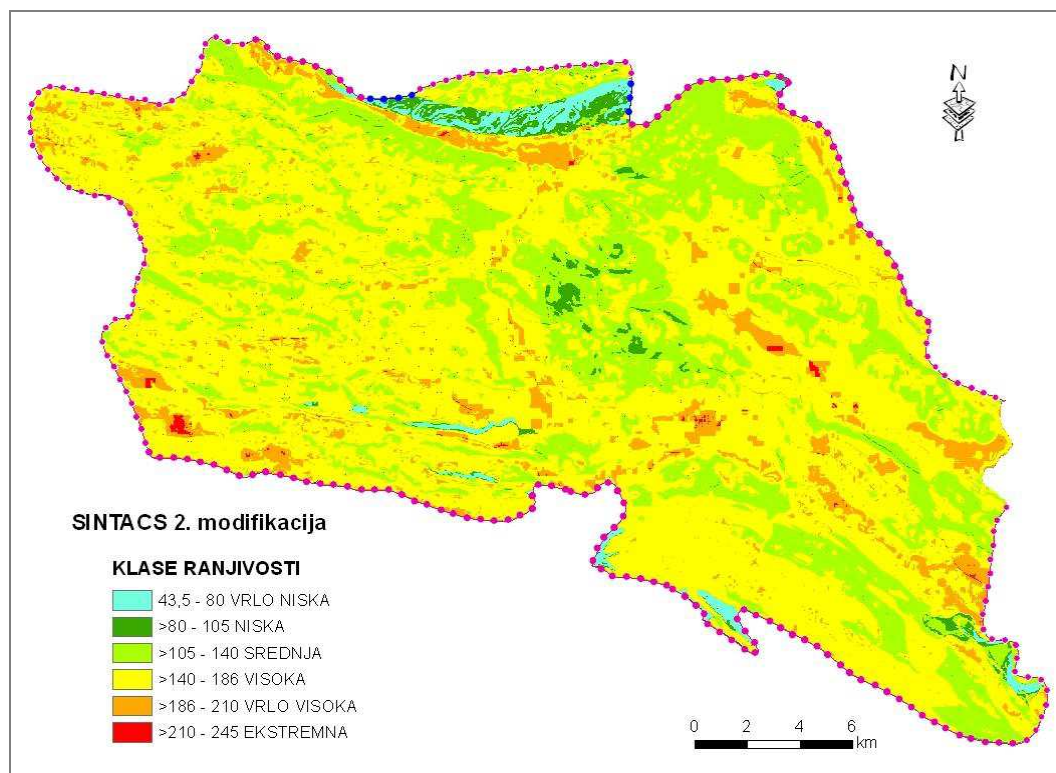 N
SINTACS 2. modifikacija
KLASE RANJIVOSTI
43,5 - 80 VRLO NISKA
>80 - 105 NISKA
>105 - 140 SREDNJA
>140 - 186 VISOKA
>186 - 210 VRLO VISOKA
>210 - 245 EKSTREMNA
0 2 4 6
km